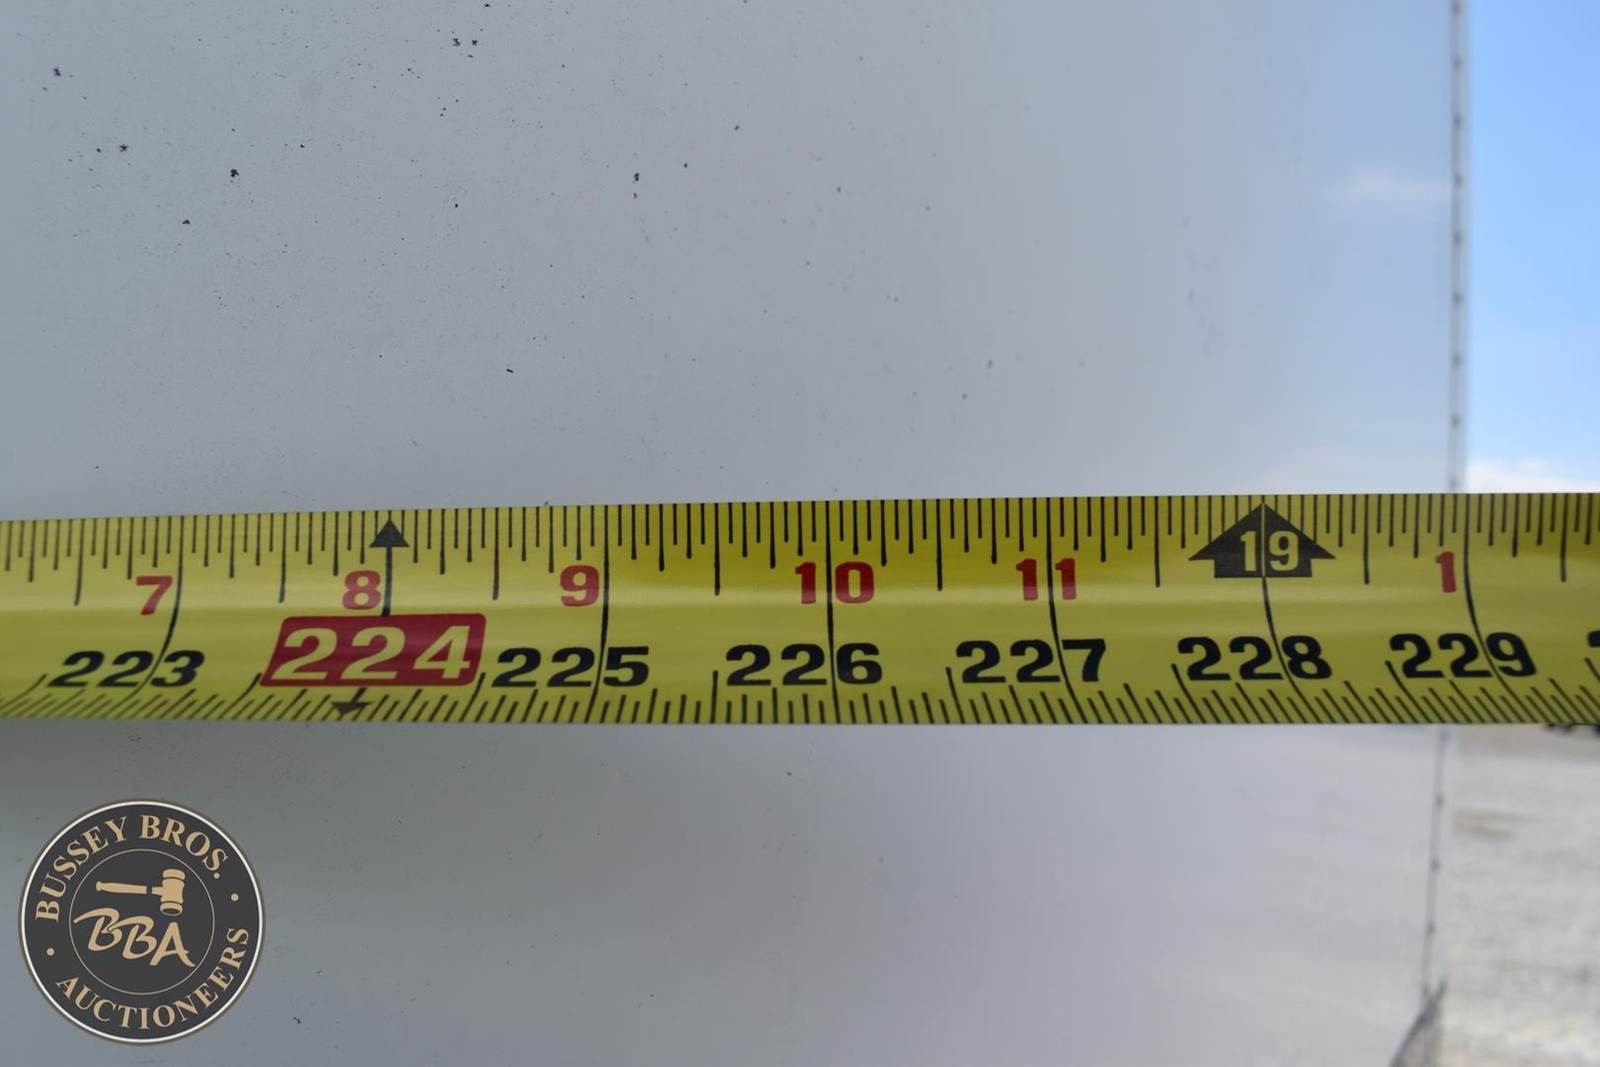 7 8 9 10 11 19 1
223 224 225 226 227 228 229
BUSSEY BROS.
BBA
AUCTIONEERS